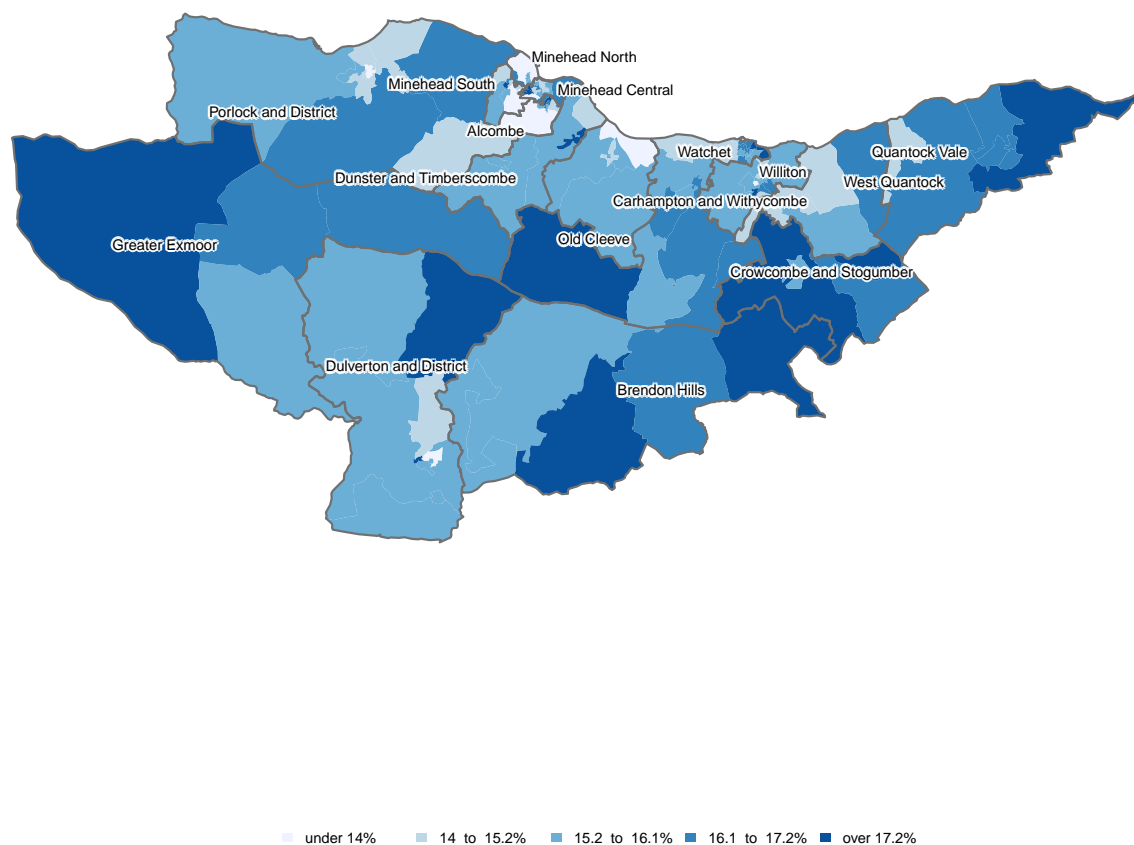 Minehead North
Minehead South
Minehead Central
Porlock and District
Alcombe
Watchet
Quantock Vale
Williton
Dunster and Timberscombe
West Quantock
Carhampton and Withycombe
Old Cleeve
Greater Exmoor
Crowcombe and Stogumber
Dulverton and District
Brendon Hills
under 14% 14 to 15.2% 15.2 to 16.1% 16.1 to 17.2% over 17.2%